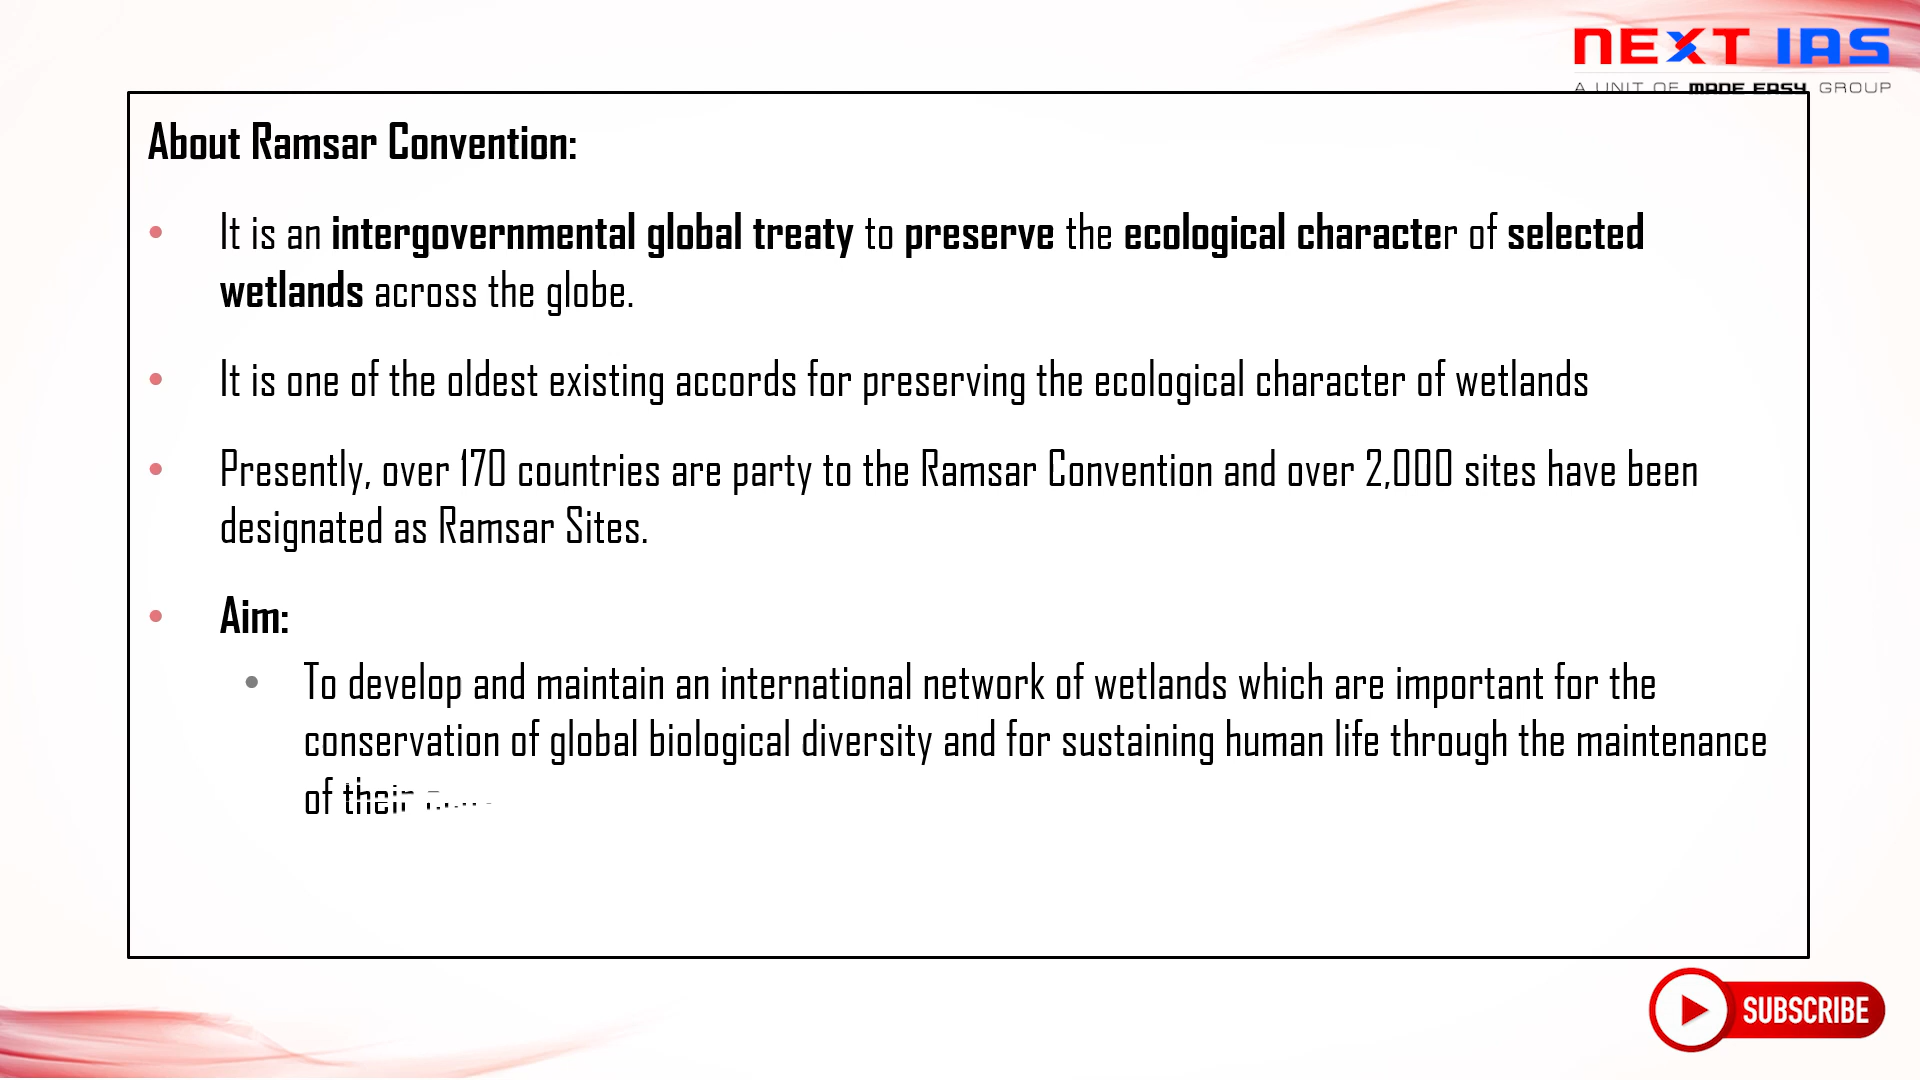 NEXT IAS
A UNIT OF MADE EASY GROUP
About Ramsar Convention:
• It is an intergovernmental global treaty to preserve the ecological character of selected
wetlands across the globe.
• It is one of the oldest existing accords for preserving the ecological character of wetlands
• Presently, over 170 countries are party to the Ramsar Convention and over 2,000 sites have been
designated as Ramsar Sites.
• Aim:
• To develop and maintain an international network of wetlands which are important for the
conservation of global biological diversity and for sustaining human life through the maintenance
of their
SUBSCRIBE